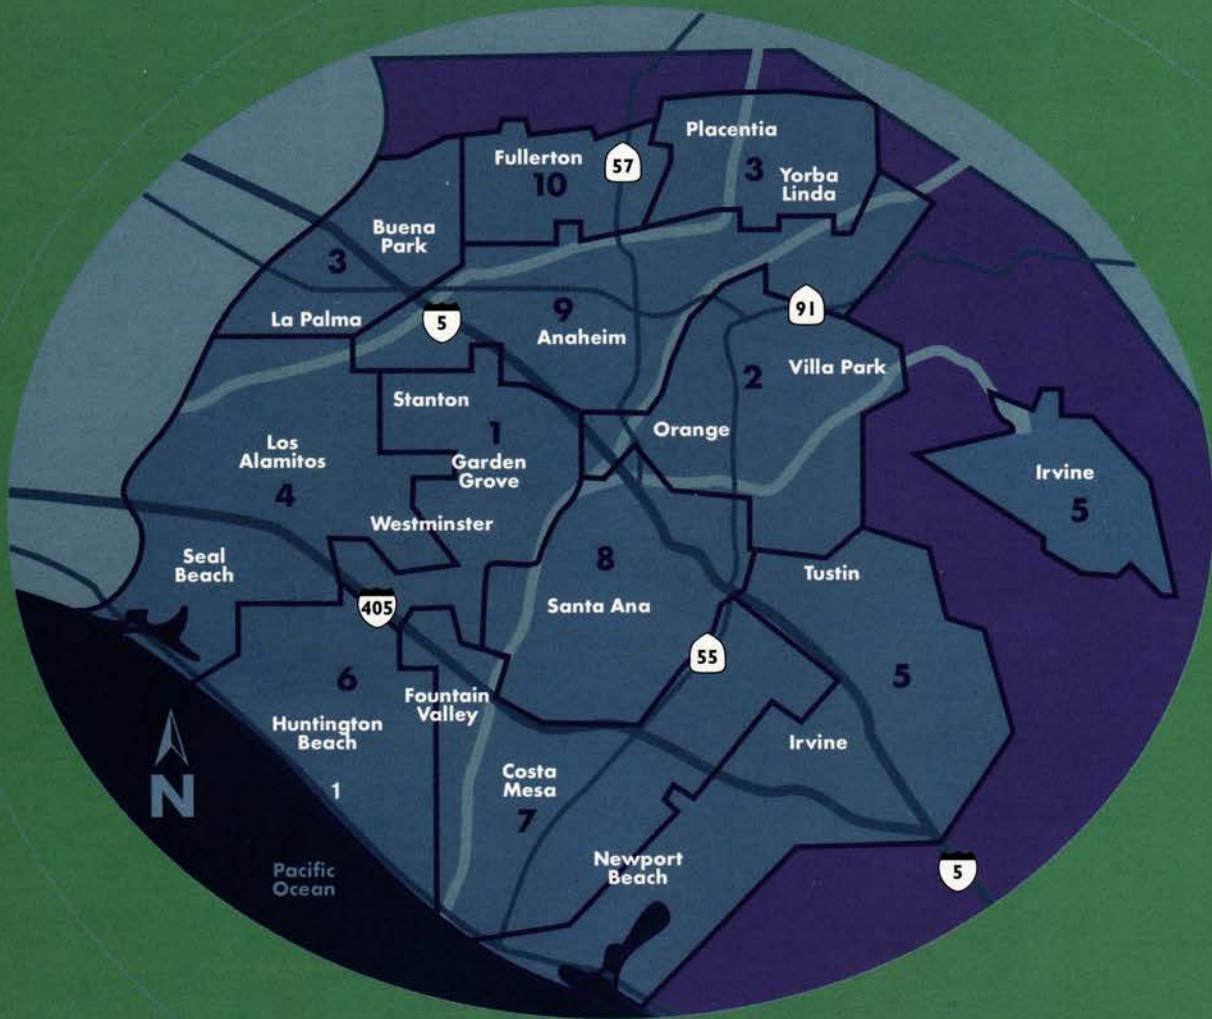 Placentia
Fullerton
57
10
3
Yorba
Linda
Buena
Park
3
La Palma
5
9
Anaheim
91
2
Villa Park
Stanton
1
Orange
Los
Alamitos
Garden
Grove
Irvine
4
5
Westminster
Seal
Beach
8
Tustin
405
Santa Ana
55
6
5
Fountain
Valley
Huntington
Beach
Irvine
1
N
Costa
Mesa
7
Pacific
Ocean
Newport
Beach
5